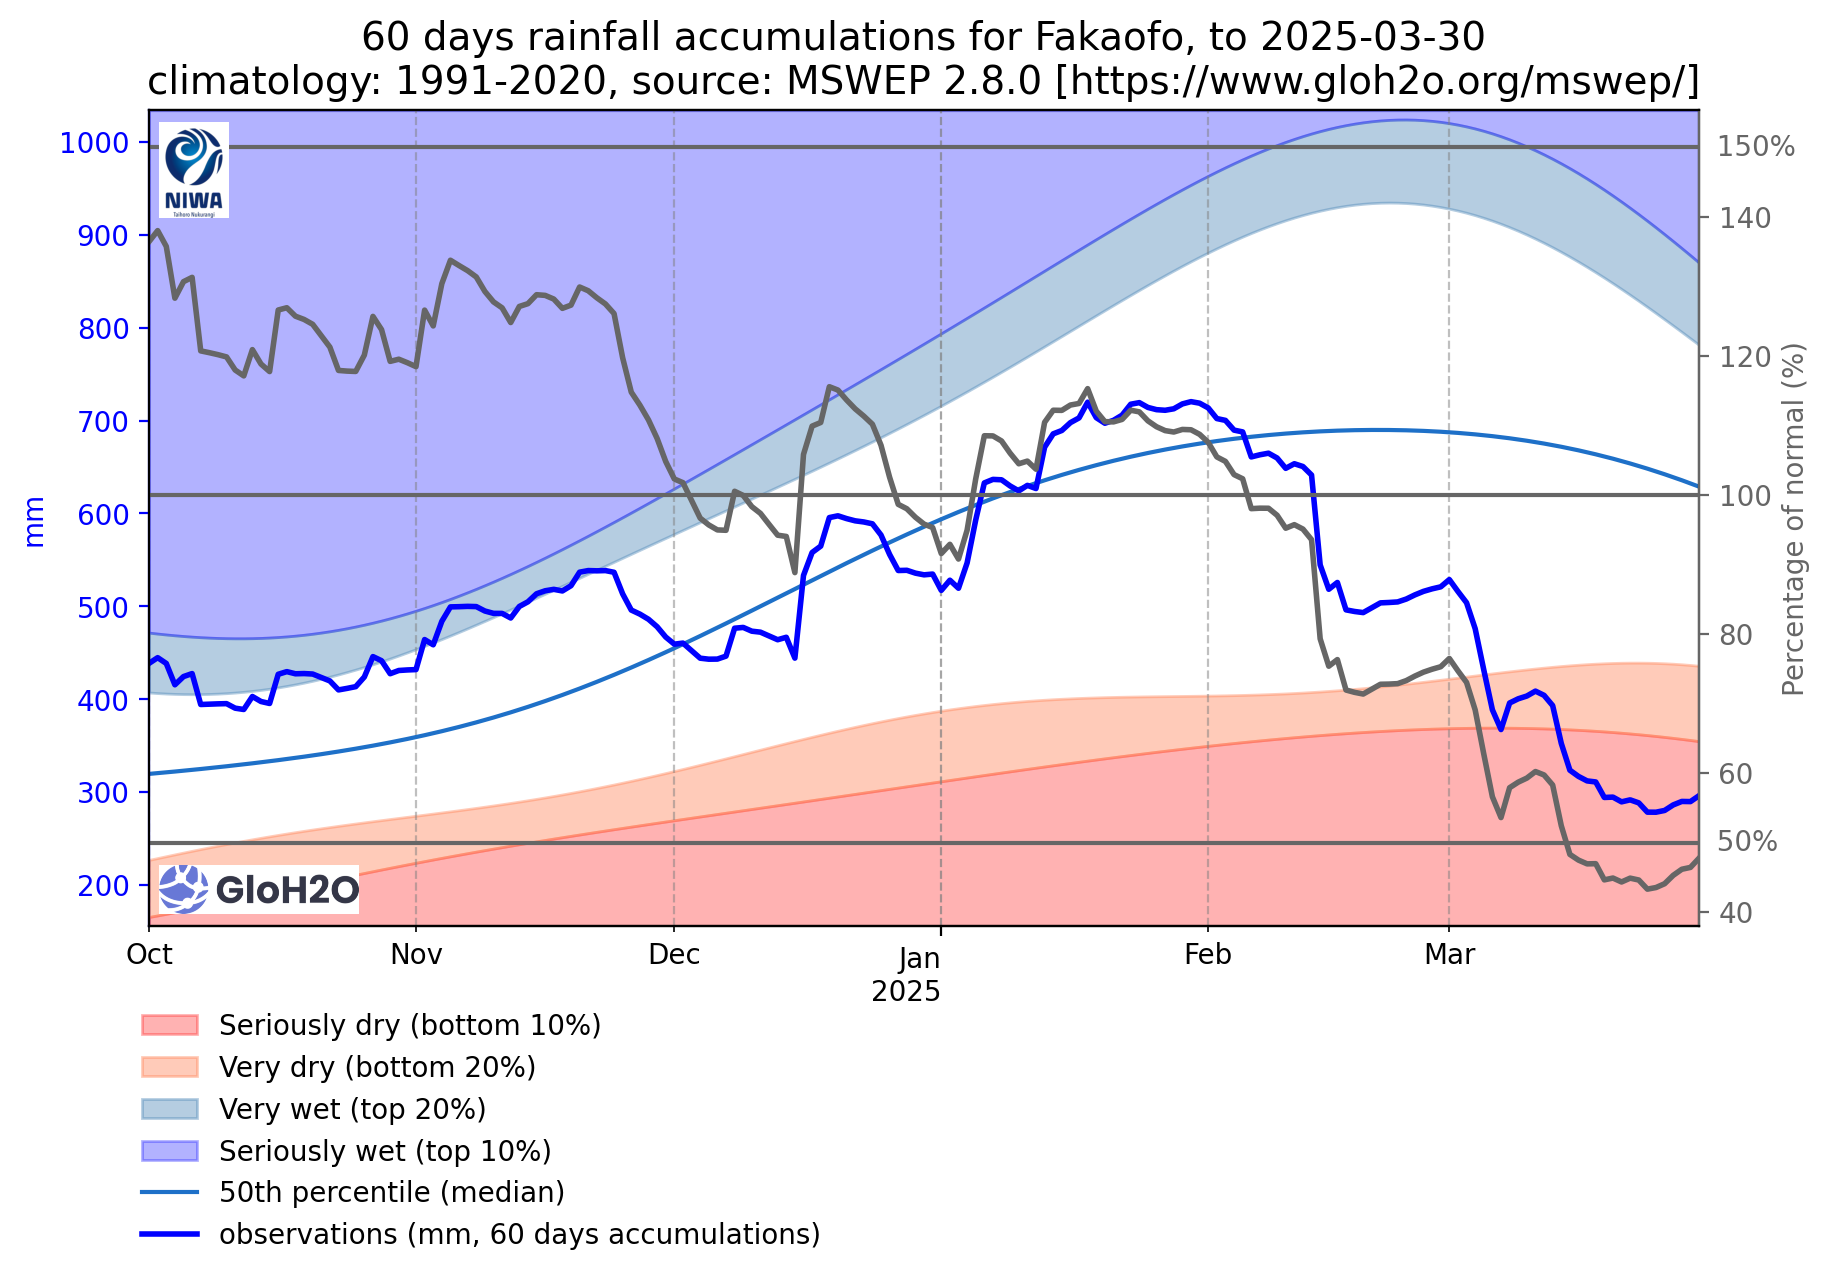 60 days rainfall accumulations for Fakaofo, to 2025-03-30
climatology: 1991-2020, source: MSWEP 2.8.0 [https://www.gloh2o.org/mswep/]
1000
900
800
700
600
500
400
300
200
mm
NIWA
Taihoro Nukurangi
GloH2O
150%
140
120
100
80
60
50%
40
Percentage of normal (%)
Oct
Nov
Dec
Jan
2025
Feb
Mar
Seriously dry (bottom 10%)
Very dry (bottom 20%)
Very wet (top 20%)
Seriously wet (top 10%)
50th percentile (median)
observations (mm, 60 days accumulations)